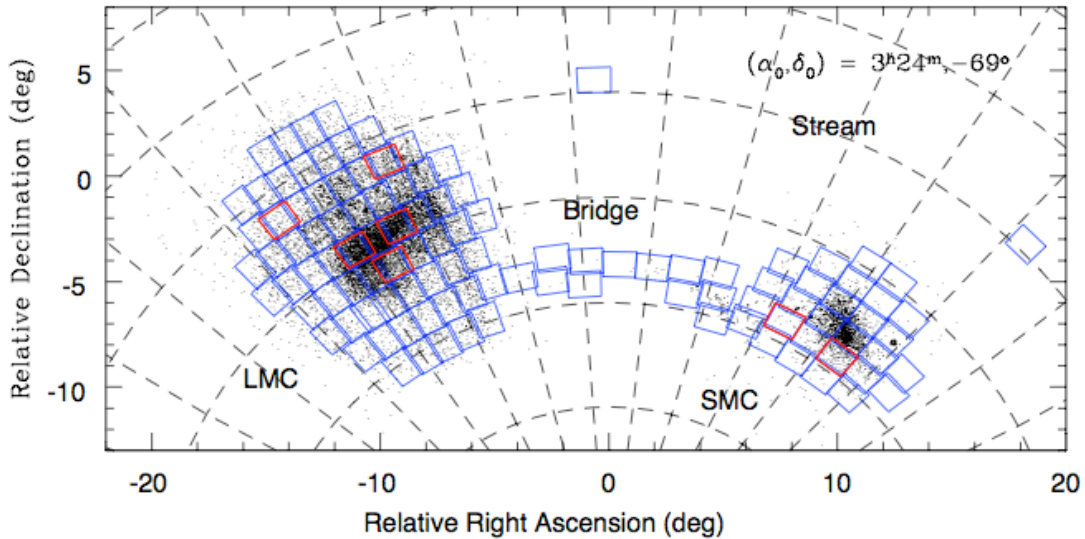 (α₀,δ₀) = 3ʰ24ᵐ,−69°
Stream
Bridge
LMC
SMC
5
0
-5
-10
Relative Declination (deg)
-20
-10
0
10
20
Relative Right Ascension (deg)